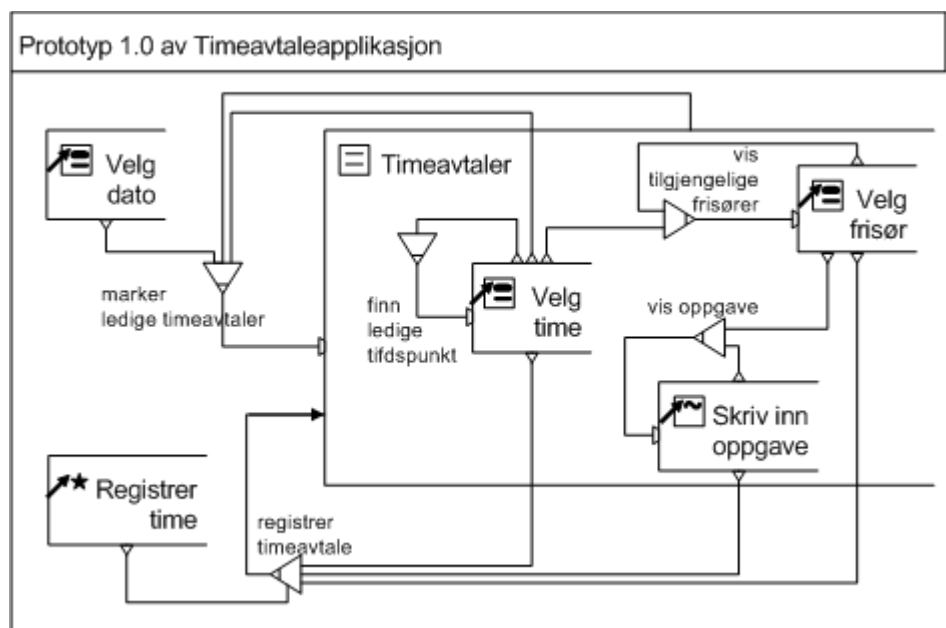 Prototyp 1.0 av Timeavtaleapplikasjon
Velg
dato
Timeavtaler
vis
tilgjengelige
frisører
Velg
frisør
marker
ledige timeavtaler
finn
ledige
tifdspunkt
Velg
time
vis oppgave
Skriv inn
oppgave
Registrer
time
registrer
timeavtale